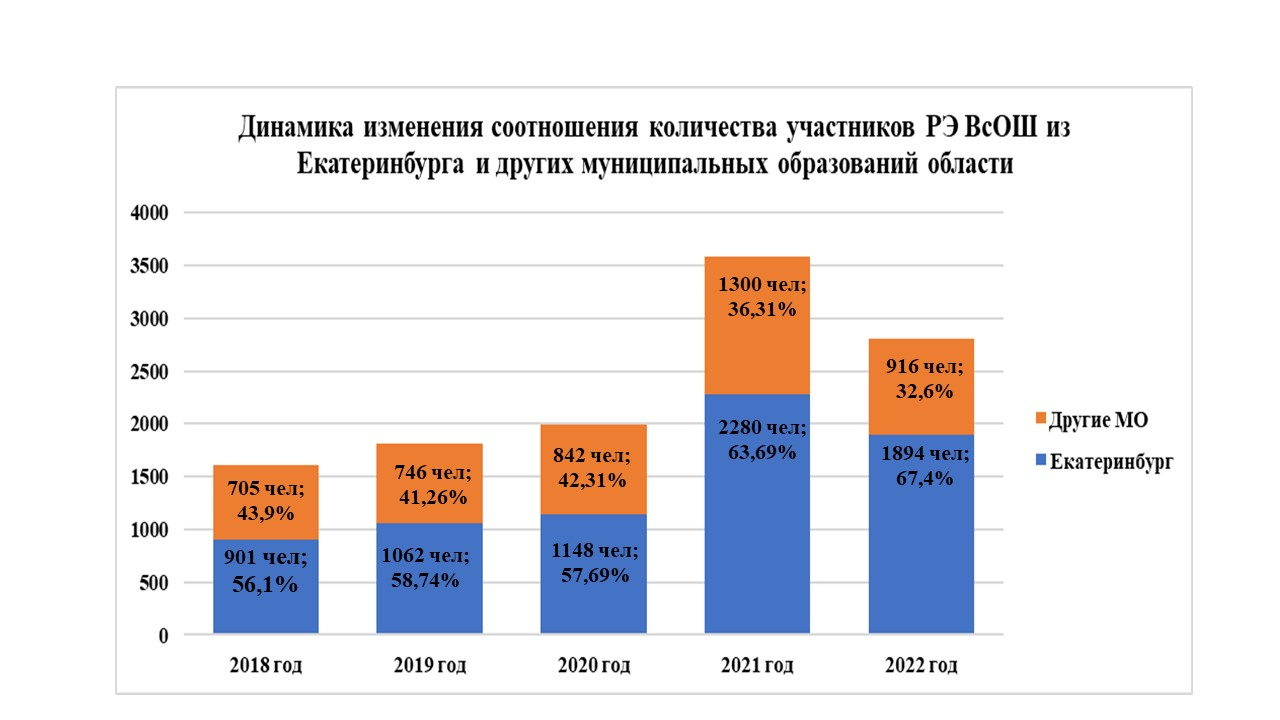 Динамика изменения соотношения количества участников РЭ ВсОШ из
Екатеринбурга и других муниципальных образований области
4000
3500
3000
2500
2000
1500
1000
500
0
705 чел;
43,9%
901 чел;
56,1%
746 чел;
41,26%
1062 чел;
58,74%
842 чел;
42,31%
1148 чел;
57,69%
1300 чел;
36,31%
2280 чел;
63,69%
916 чел;
32,6%
1894 чел;
67,4%
2018 год
2019 год
2020 год
2021 год
2022 год
Другие МО
Екатеринбург